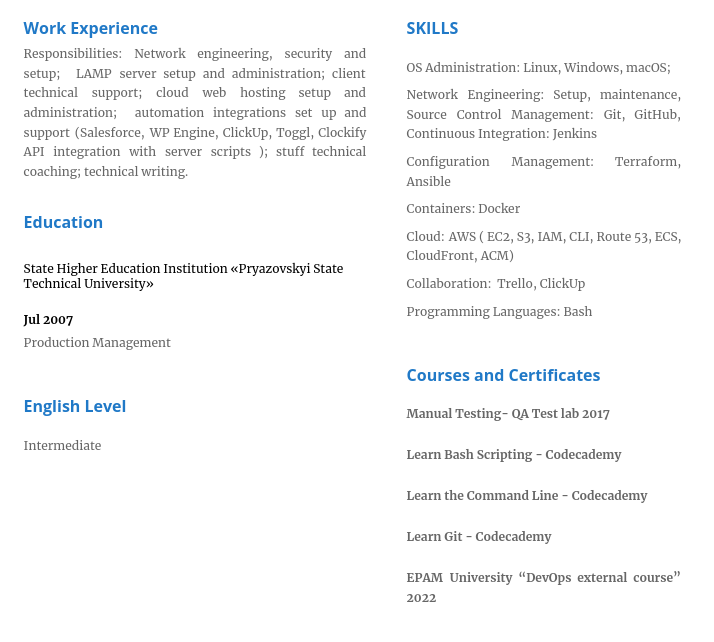 Work Experience
Responsibilities: Network engineering, security and
setup; LAMP server setup and administration; client
technical support; cloud web hosting setup and
administration; automation integrations set up and
support (Salesforce, WP Engine, ClickUp, Toggl, Clockify
API integration with server scripts ); stuff technical
coaching; technical writing.
Education
State Higher Education Institution «Pryazovskyi State
Technical University»
Jul 2007
Production Management
English Level
Intermediate
SKILLS
OS Administration: Linux, Windows, macOS;
Network Engineering: Setup, maintenance,
Source Control Management: Git, GitHub,
Continuous Integration: Jenkins
Configuration Management: Terraform,
Ansible
Containers: Docker
Cloud: AWS ( EC2, S3, IAM, CLI, Route 53, ECS,
CloudFront, ACM)
Collaboration: Trello, ClickUp
Programming Languages: Bash
Courses and Certificates
Manual Testing- QA Test lab 2017
Learn Bash Scripting - Codecademy
Learn the Command Line - Codecademy
Learn Git - Codecademy
EPAM University “DevOps external course”
2022